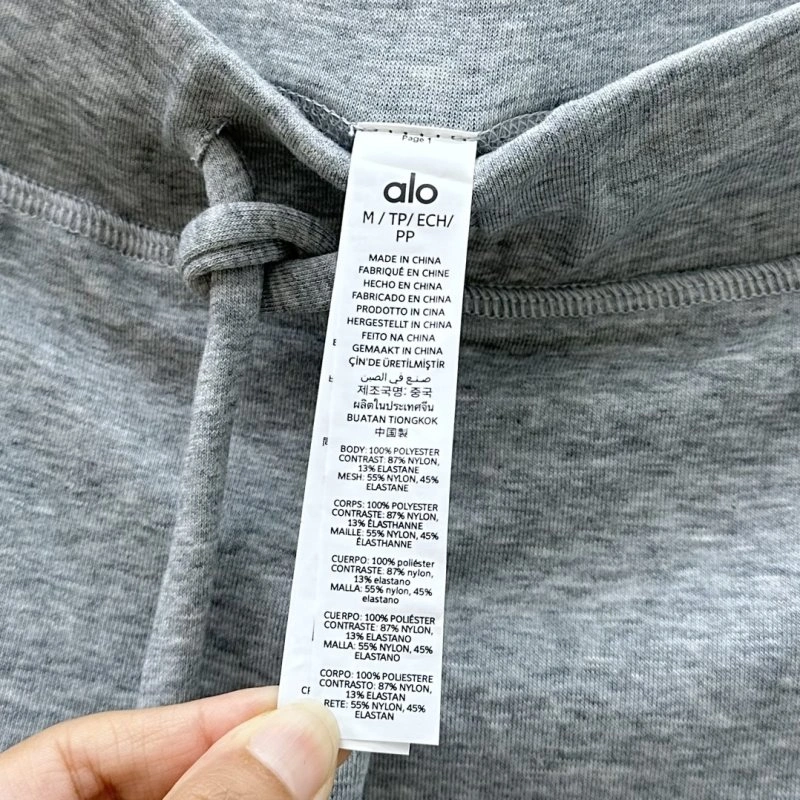 Page 1
alo
M / TP/ ECH/
PP
MADE IN CHINA
FABRIQUÉ EN CHINE
HECHO EN CHINA
FABRICADO EN CHINA
PRODOTTO IN CINA
HERGESTELLT IN CHINA
FEITO NA CHINA
GEMAAKT IN CHINA
ÇİN'DE ÜRETİLMİŞTİR
صنع في الصين
제조국명: 중국
ผลิตในประเทศจีน
BUATAN TIONGKOK
中国製
BODY: 100% POLYESTER
CONTRAST: 87% NYLON,
13% ELASTANE
MESH: 55% NYLON, 45%
ELASTANE
CORPS: 100% POLYESTER
CONTRASTE: 87% NYLON,
13% ÉLASTHANNE
MAILLE: 55% NYLON, 45%
ÉLASTHANNE
CUERPO: 100% poliéster
CONTRASTE: 87% nylon,
13% elastano
MALLA: 55% nylon, 45%
elastano
CUERPO: 100% POLIÉSTER
CONTRASTE: 87% NYLON,
13% ELASTANO
MALLA: 55% NYLON, 45%
ELASTANO
CORPO: 100% POLIESTERE
CONTRASTO: 87% NYLON,
13% ELASTAN
RETE: 55% NYLON, 45%
ELASTAN